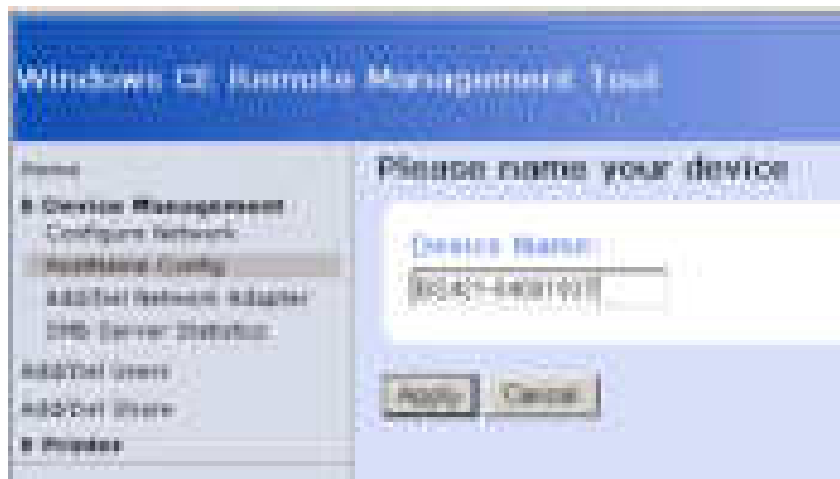 Windows CE Remote Management Tool
Home
Device Management
Configure Network
HostName Config
Add/Del Network Adapter
SMB Server Statistics
Add/Del Users
Add/Del Share
Printer
Please name your device
Device Name:
Apply
Cancel